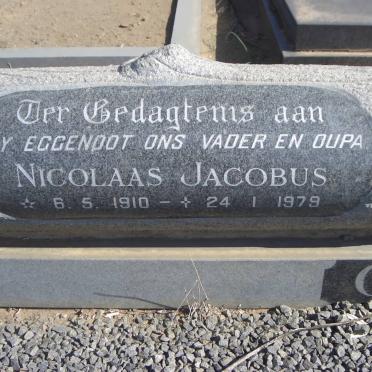 Ter Gedagtenis aan
Y EGGENOOT ONS VADER EN OUPA
NICOLAAS JACOBUS
☆ 6. 5. 1910 - ✝ 24 1 1979